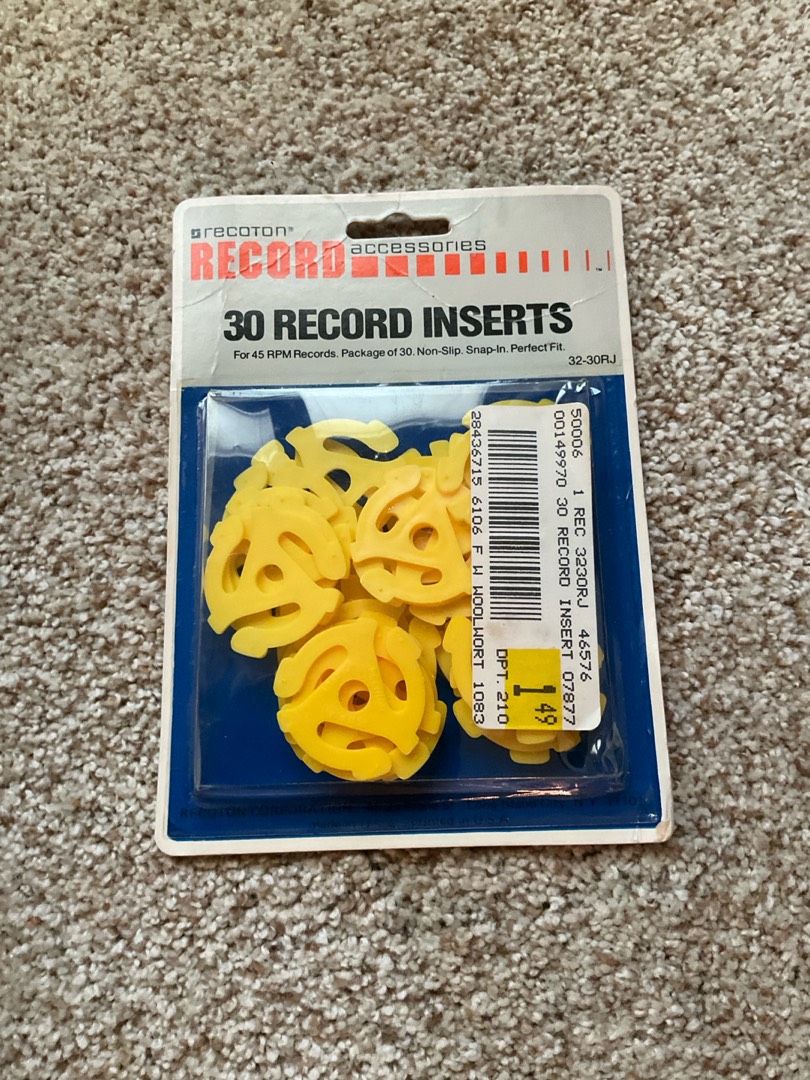 recoton®
RECORD accessories ™
30 RECORD INSERTS
For 45 RPM Records. Package of 30. Non-Slip. Snap-In. Perfect Fit.
32-30RJ
50006 1 REC 3230RJ 46576
00149970 30 RECORD INSERT 07877
DPT. 210
1 49
28436715 6106 F W WOOLWORT 1083